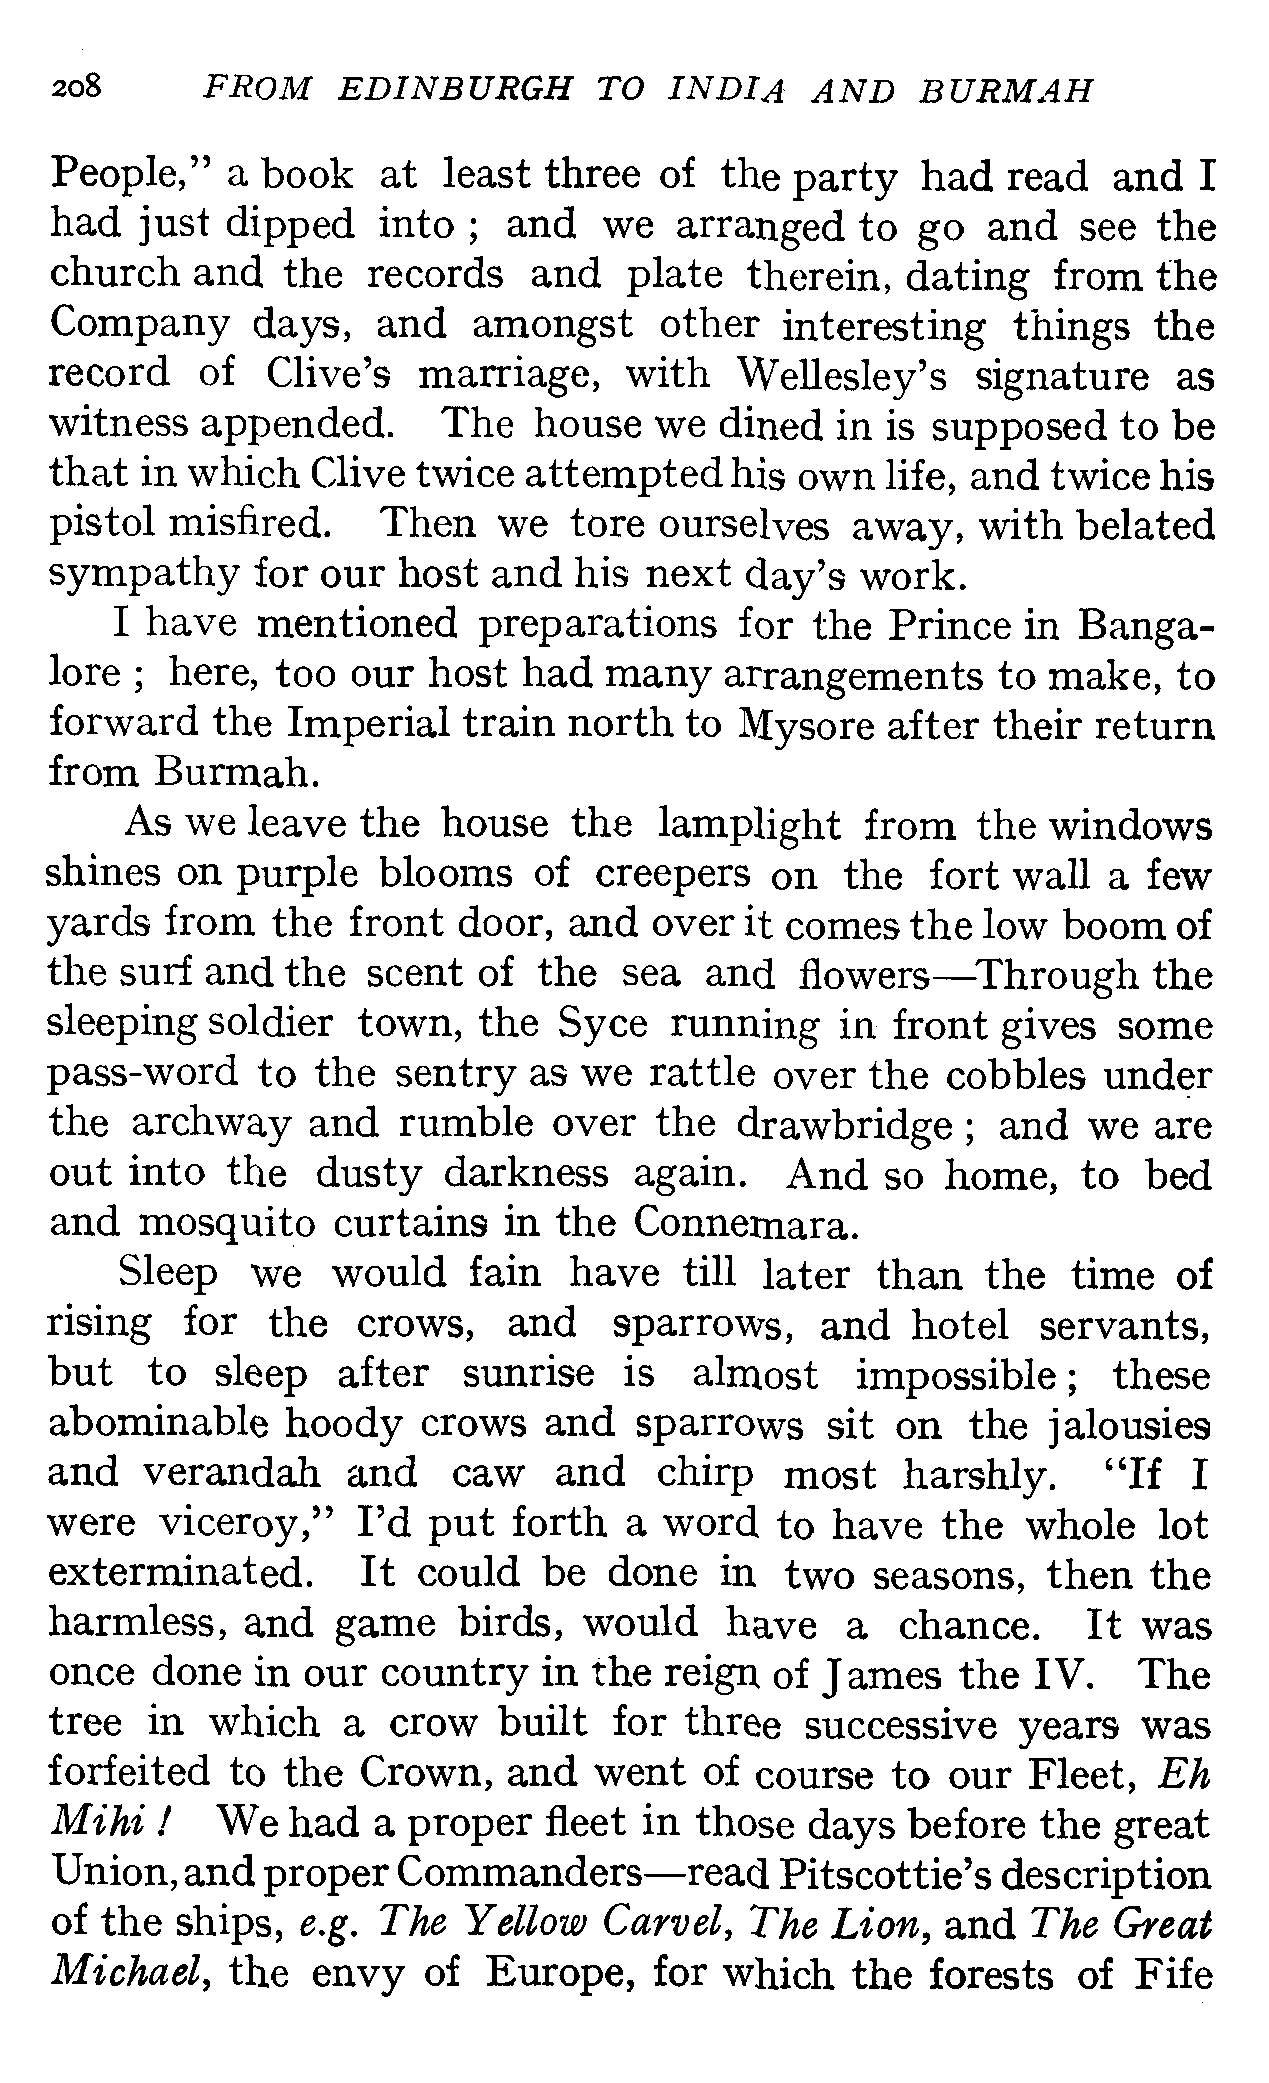 208 FROM EDINBURGH TO INDIA AND BURMAH
People,” a book at least three of the party had read and I
had just dipped into ; and we arranged to go and see the
church and the records and plate therein, dating from the
Company days, and amongst other interesting things the
record of Clive’s marriage, with Wellesley’s signature as
witness appended. The house we dined in is supposed to be
that in which Clive twice attempted his own life, and twice his
pistol misfired. Then we tore ourselves away, with belated
sympathy for our host and his next day’s work.
I have mentioned preparations for the Prince in Banga-
lore ; here, too our host had many arrangements to make, to
forward the Imperial train north to Mysore after their return
from Burmah.
As we leave the house the lamplight from the windows
shines on purple blooms of creepers on the fort wall a few
yards from the front door, and over it comes the low boom of
the surf and the scent of the sea and flowers—Through the
sleeping soldier town, the Syce running in front gives some
pass-word to the sentry as we rattle over the cobbles under
the archway and rumble over the drawbridge ; and we are
out into the dusty darkness again. And so home, to bed
and mosquito curtains in the Connemara.
Sleep we would fain have till later than the time of
rising for the crows, and sparrows, and hotel servants,
but to sleep after sunrise is almost impossible ; these
abominable hoody crows and sparrows sit on the jalousies
and verandah and caw and chirp most harshly. “If I
were viceroy,” I’d put forth a word to have the whole lot
exterminated. It could be done in two seasons, then the
harmless, and game birds, would have a chance. It was
once done in our country in the reign of James the IV. The
tree in which a crow built for three successive years was
forfeited to the Crown, and went of course to our Fleet, Eh
Mihi ! We had a proper fleet in those days before the great
Union, and proper Commanders—read Pitscottie’s description
of the ships, e.g. The Yellow Carvel, The Lion, and The Great
Michael, the envy of Europe, for which the forests of Fife